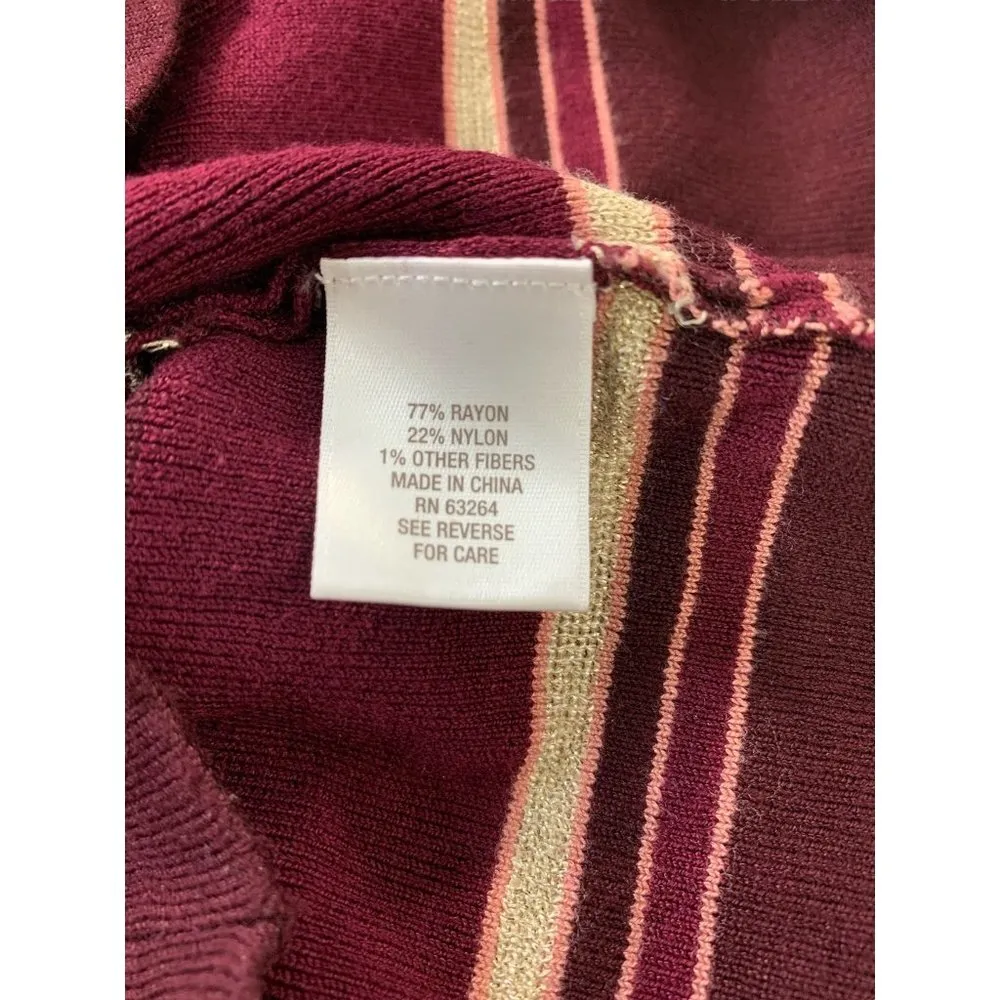 77% RAYON
22% NYLON
1% OTHER FIBERS
MADE IN CHINA
RN 63264
SEE REVERSE
FOR CARE